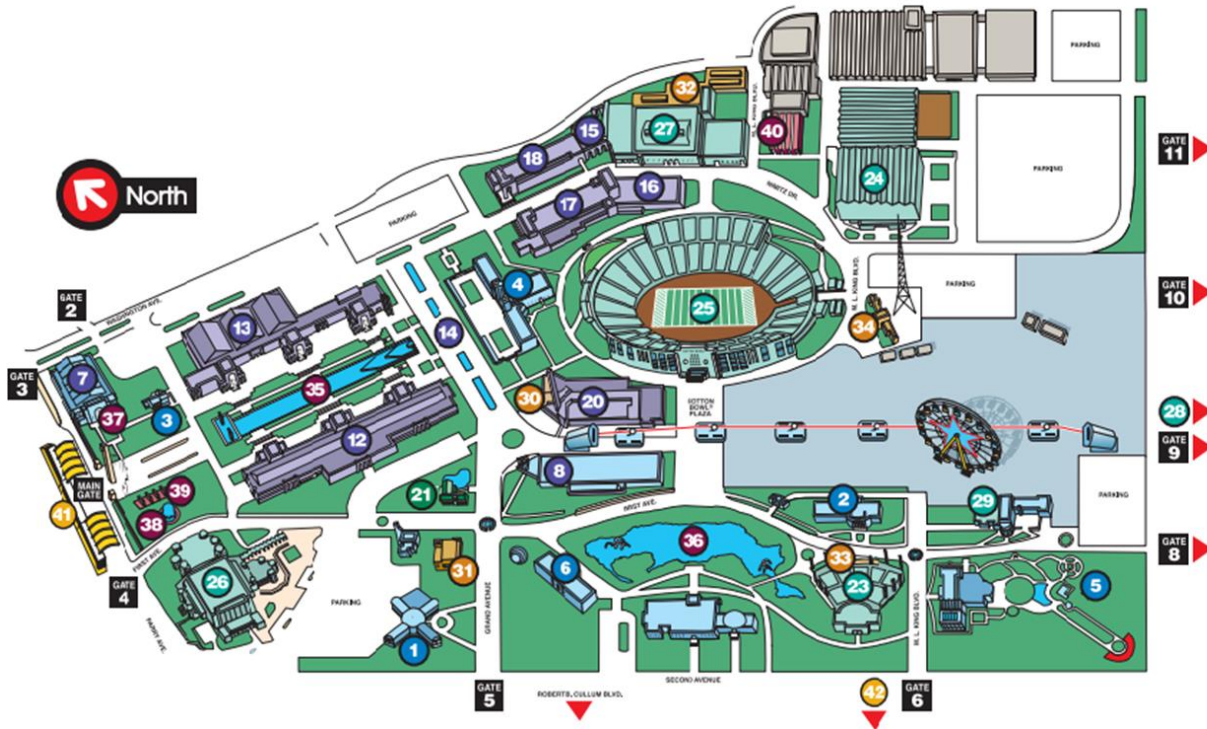 PARKING
32
M. L. KING BLVD.
15
27
40
GATE
11
18
24
North
16
WIRTZ DR.
17
PARKING
4
GATE
10
PARKING
GATE
2
WASHINGTON AVE.
25
M. L. KING BLVD.
13
14
34
7
GATE
3
35
37
3
30
20
COTTON
BOWL
PLAZA
28
12
GATE
9
8
MAIN
GATE
39
21
2
29
PARKING
41
38
FIRST AVE.
FIRST AVE.
36
31
33
GATE
8
26
GATE
4
6
23
5
PARKING
GRAND AVENUE
M. L. KING BLVD.
PARRY AVE.
1
SECOND AVENUE
GATE
5
ROBERT B. CULLUM BLVD.
42
GATE
6